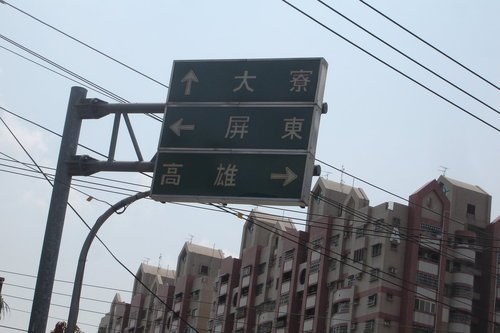 ↑ 大寮
← 屏東
高雄 →